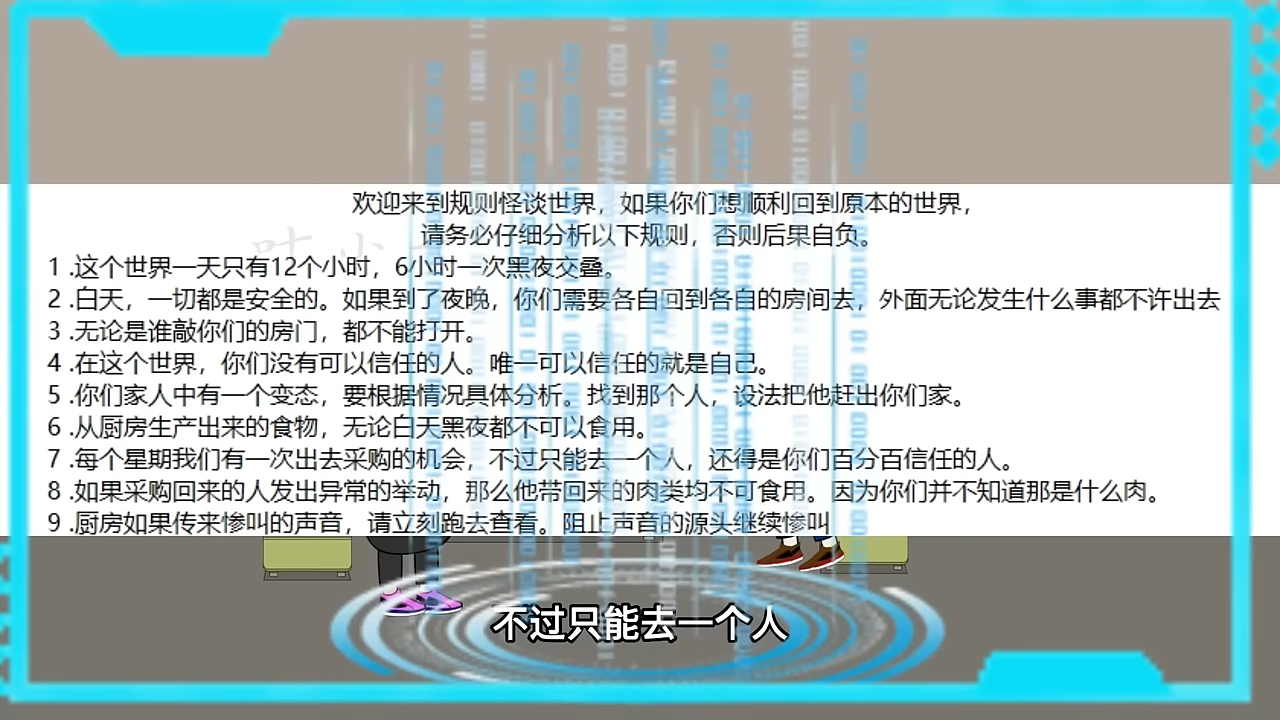 欢迎来到规则怪谈世界，如果你们想顺利回到原本的世界，
请务必仔细分析以下规则，否则后果自负。
1 .这个世界一天只有12个小时，6小时一次黑夜交叠。
2 .白天，一切都是安全的。如果到了夜晚，你们需要各自回到各自的房间去，外面无论发生什么事都不许出去
3 .无论是谁敲你们的房门，都不能打开。
4 .在这个世界，你们没有可以信任的人。唯一可以信任的就是自己。
5 .你们家人中有一个变态，要根据情况具体分析。找到那个人，设法把他赶出你们家。
6 .从厨房生产出来的食物，无论白天黑夜都不可以食用。
7 .每个星期我们有一次出去采购的机会，不过只能去一个人，还得是你们百分百信任的人。
8 .如果采购回来的人发出异常的举动，那么他带回来的肉类均不可食用。因为你们并不知道那是什么肉。
9 .厨房如果传来惨叫的声音，请立刻跑去查看。阻止声音的源头继续惨叫
不过只能去一个人